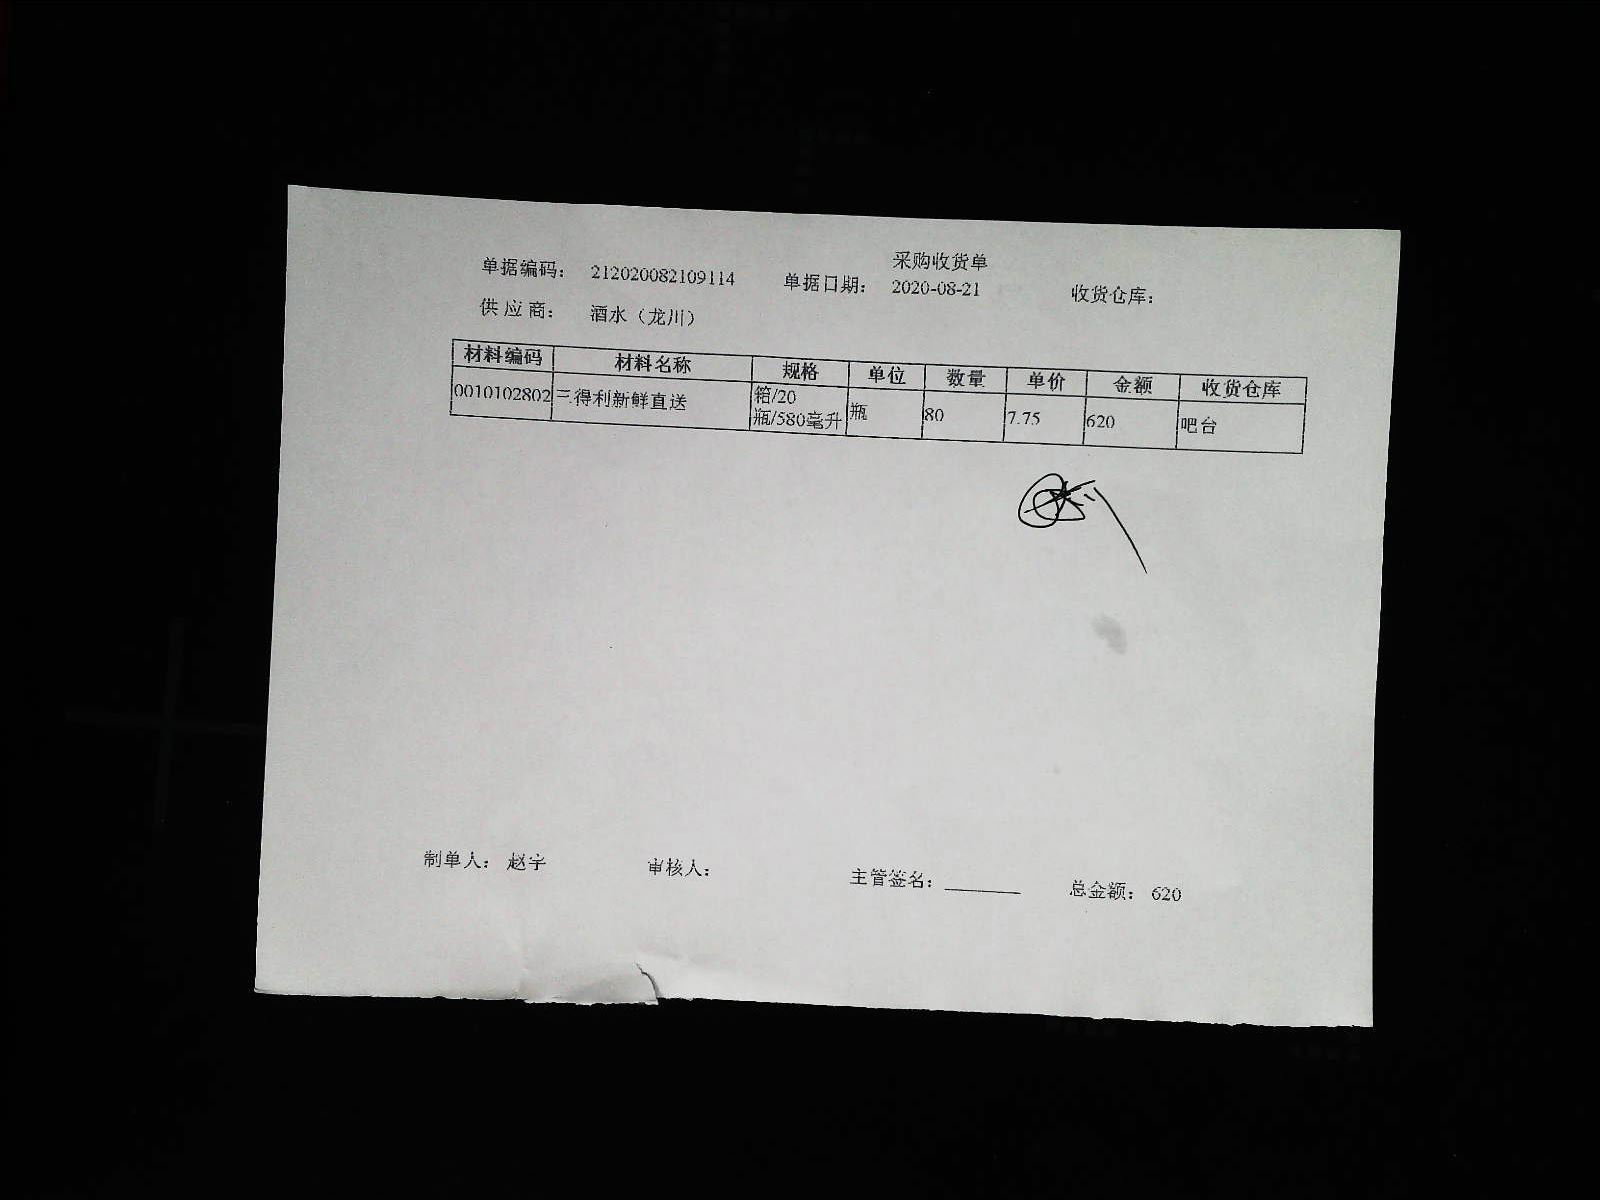 采购收货单
单据编码： 212020082109114 单据日期： 2020-08-21 收货仓库：
供 应 商： 酒水（龙川）
材料编码 材料名称 规格 单位 数量 单价 金额 收货仓库
0010102802 三得利新鲜直送 箱/20 瓶 80 7.75 620 吧台
瓶/580毫升
制单人： 赵宇 审核人： 主管签名：_______ 总金额： 620